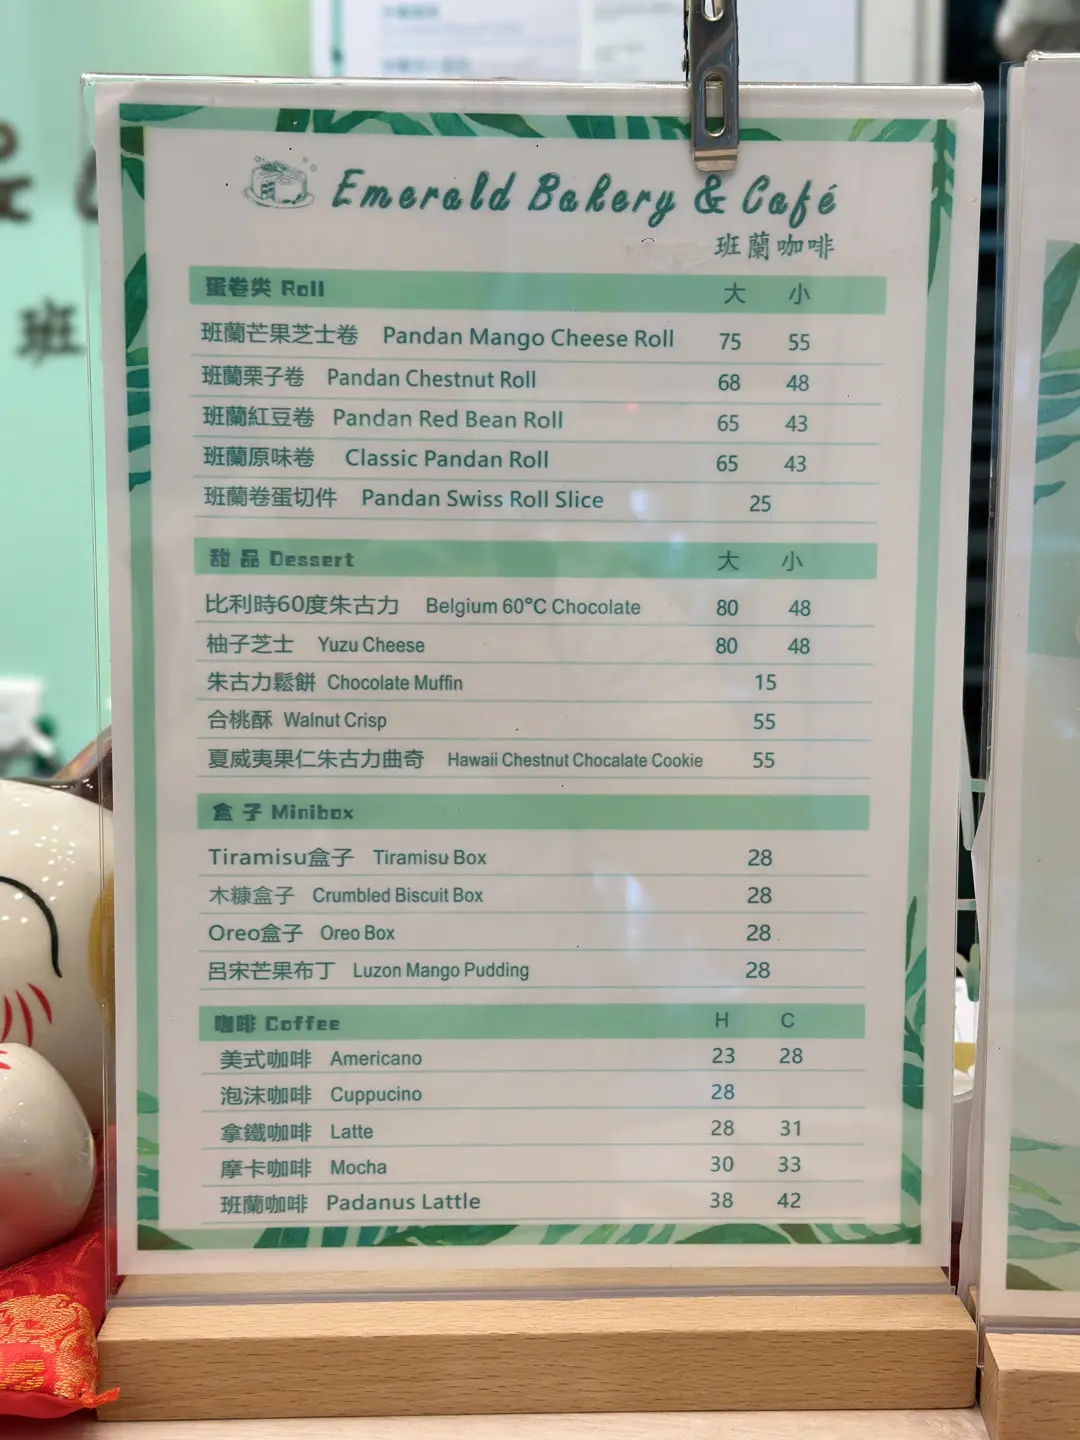 Emerald Bakery & Café
班蘭咖啡
蛋卷类 Roll 大 小
班蘭芒果芝士卷 Pandan Mango Cheese Roll 75 55
班蘭栗子卷 Pandan Chestnut Roll 68 48
班蘭紅豆卷 Pandan Red Bean Roll 65 43
班蘭原味卷 Classic Pandan Roll 65 43
班蘭卷蛋切件 Pandan Swiss Roll Slice 25
甜 品 Dessert 大 小
比利時60度朱古力 Belgium 60°C Chocolate 80 48
柚子芝士 Yuzu Cheese 80 48
朱古力鬆餅 Chocolate Muffin 15
合桃酥 Walnut Crisp 55
夏威夷果仁朱古力曲奇 Hawaii Chestnut Chocalate Cookie 55
盒 子 Minibox
Tiramisu盒子 Tiramisu Box 28
木糠盒子 Crumbled Biscuit Box 28
Oreo盒子 Oreo Box 28
呂宋芒果布丁 Luzon Mango Pudding 28
咖啡 Coffee H C
美式咖啡 Americano 23 28
泡沫咖啡 Cuppucino 28
拿鐵咖啡 Latte 28 31
摩卡咖啡 Mocha 30 33
班蘭咖啡 Padanus Lattle 38 42
班